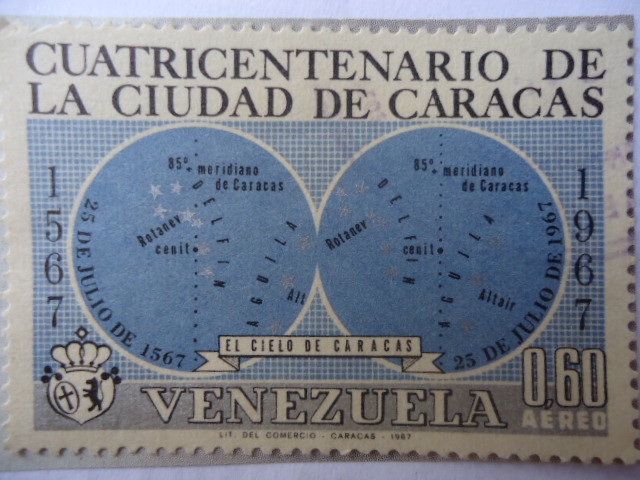 CUATRICENTENARIO DE
LA CIUDAD DE CARACAS
1567
25 DE JULIO DE 1567
85º meridiano
de Caracas
Rotanev
cenit
DELFIN
AGUILA
Alt
85º meridiano
de Caracas
Rotanev
cenit
DELFIN
AGUILA
Altair
25 DE JULIO DE 1967
1967
EL CIELO DE CARACAS
0,60
AEREO
VENEZUELA
LIT. DEL COMERCIO - CARACAS - 1967